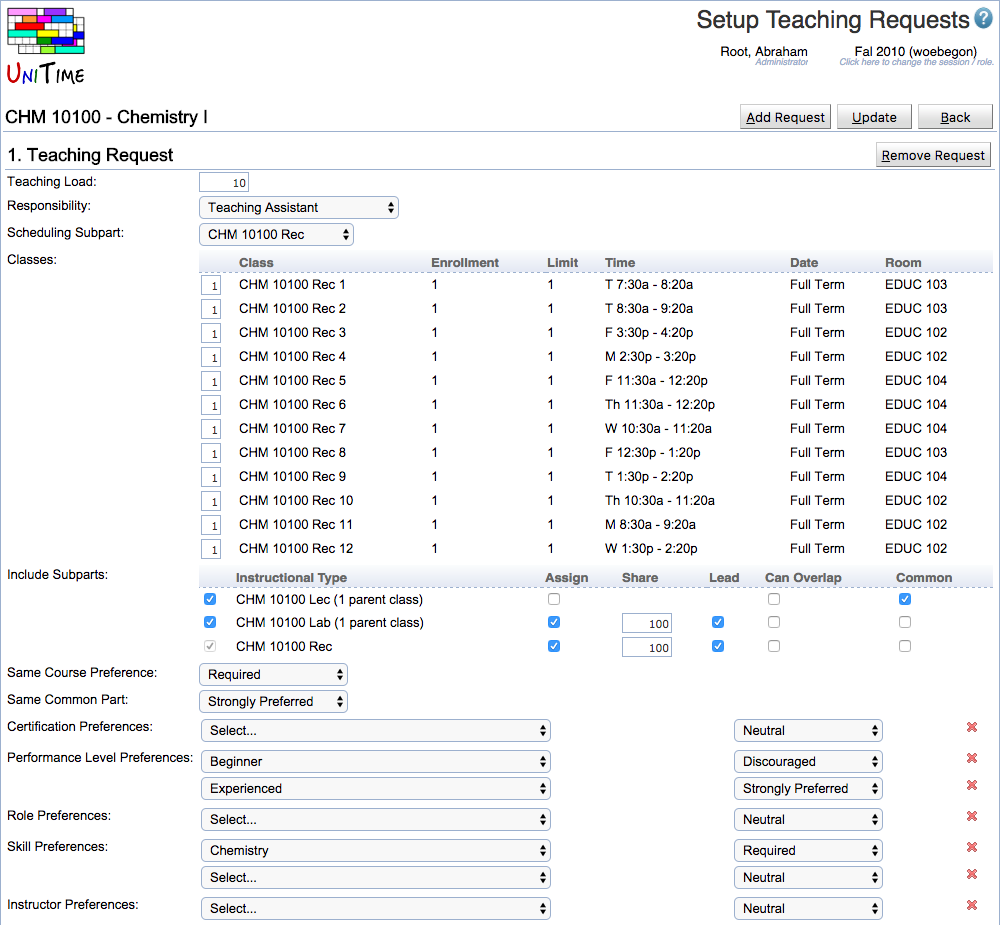 Setup Teaching Requests ?
Root, Abraham Fal 2010 (woebegon)
Administrator Click here to change the session / role.
UNITIME
CHM 10100 - Chemistry I Add Request Update Back
1. Teaching Request Remove Request
Teaching Load: 10
Responsibility: Teaching Assistant
Scheduling Subpart: CHM 10100 Rec
Classes: Class Enrollment Limit Time Date Room
1 CHM 10100 Rec 1 1 1 T 7:30a - 8:20a Full Term EDUC 103
1 CHM 10100 Rec 2 1 1 T 8:30a - 9:20a Full Term EDUC 103
1 CHM 10100 Rec 3 1 1 F 3:30p - 4:20p Full Term EDUC 102
1 CHM 10100 Rec 4 1 1 M 2:30p - 3:20p Full Term EDUC 102
1 CHM 10100 Rec 5 1 1 F 11:30a - 12:20p Full Term EDUC 104
1 CHM 10100 Rec 6 1 1 Th 11:30a - 12:20p Full Term EDUC 104
1 CHM 10100 Rec 7 1 1 W 10:30a - 11:20a Full Term EDUC 104
1 CHM 10100 Rec 8 1 1 F 12:30p - 1:20p Full Term EDUC 103
1 CHM 10100 Rec 9 1 1 T 1:30p - 2:20p Full Term EDUC 104
1 CHM 10100 Rec 10 1 1 Th 10:30a - 11:20a Full Term EDUC 102
1 CHM 10100 Rec 11 1 1 M 8:30a - 9:20a Full Term EDUC 102
1 CHM 10100 Rec 12 1 1 W 1:30p - 2:20p Full Term EDUC 102
Include Subparts: Instructional Type Assign Share Lead Can Overlap Common
CHM 10100 Lec (1 parent class)
CHM 10100 Lab (1 parent class) 100
CHM 10100 Rec 100
Same Course Preference: Required
Same Common Part: Strongly Preferred
Certification Preferences: Select... Neutral
Performance Level Preferences: Beginner Discouraged
Experienced Strongly Preferred
Role Preferences: Select... Neutral
Skill Preferences: Chemistry Required
Select... Neutral
Instructor Preferences: Select... Neutral